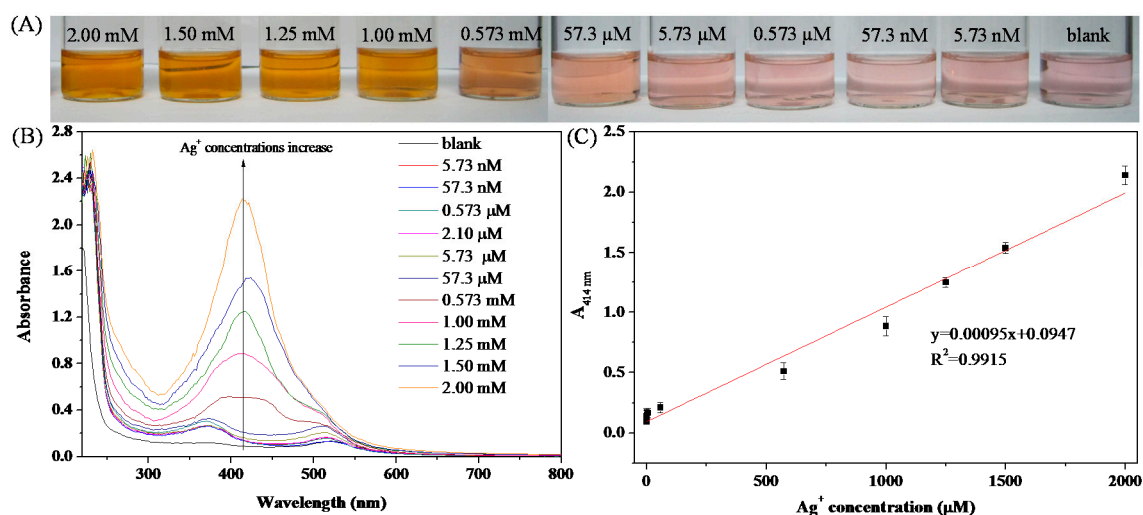 (A)
2.00 mM 1.50 mM 1.25 mM 1.00 mM 0.573 mM 57.3 μM 5.73 μM 0.573 μM 57.3 nM 5.73 nM blank
(B)
2.8
2.4
2.0
1.6
1.2
0.8
0.4
0.0
Absorbance
300 400 500 600 700 800
Wavelength (nm)
Ag⁺ concentrations increase
blank
5.73 nM
57.3 nM
0.573 μM
2.10 μM
5.73 μM
57.3 μM
0.573 mM
1.00 mM
1.25 mM
1.50 mM
2.00 mM
(C)
2.5
2.0
1.5
1.0
0.5
0.0
A₄₁₄ ₙₘ
y=0.00095x+0.0947
R²=0.9915
0 500 1000 1500 2000
Ag⁺ concentration (μM)